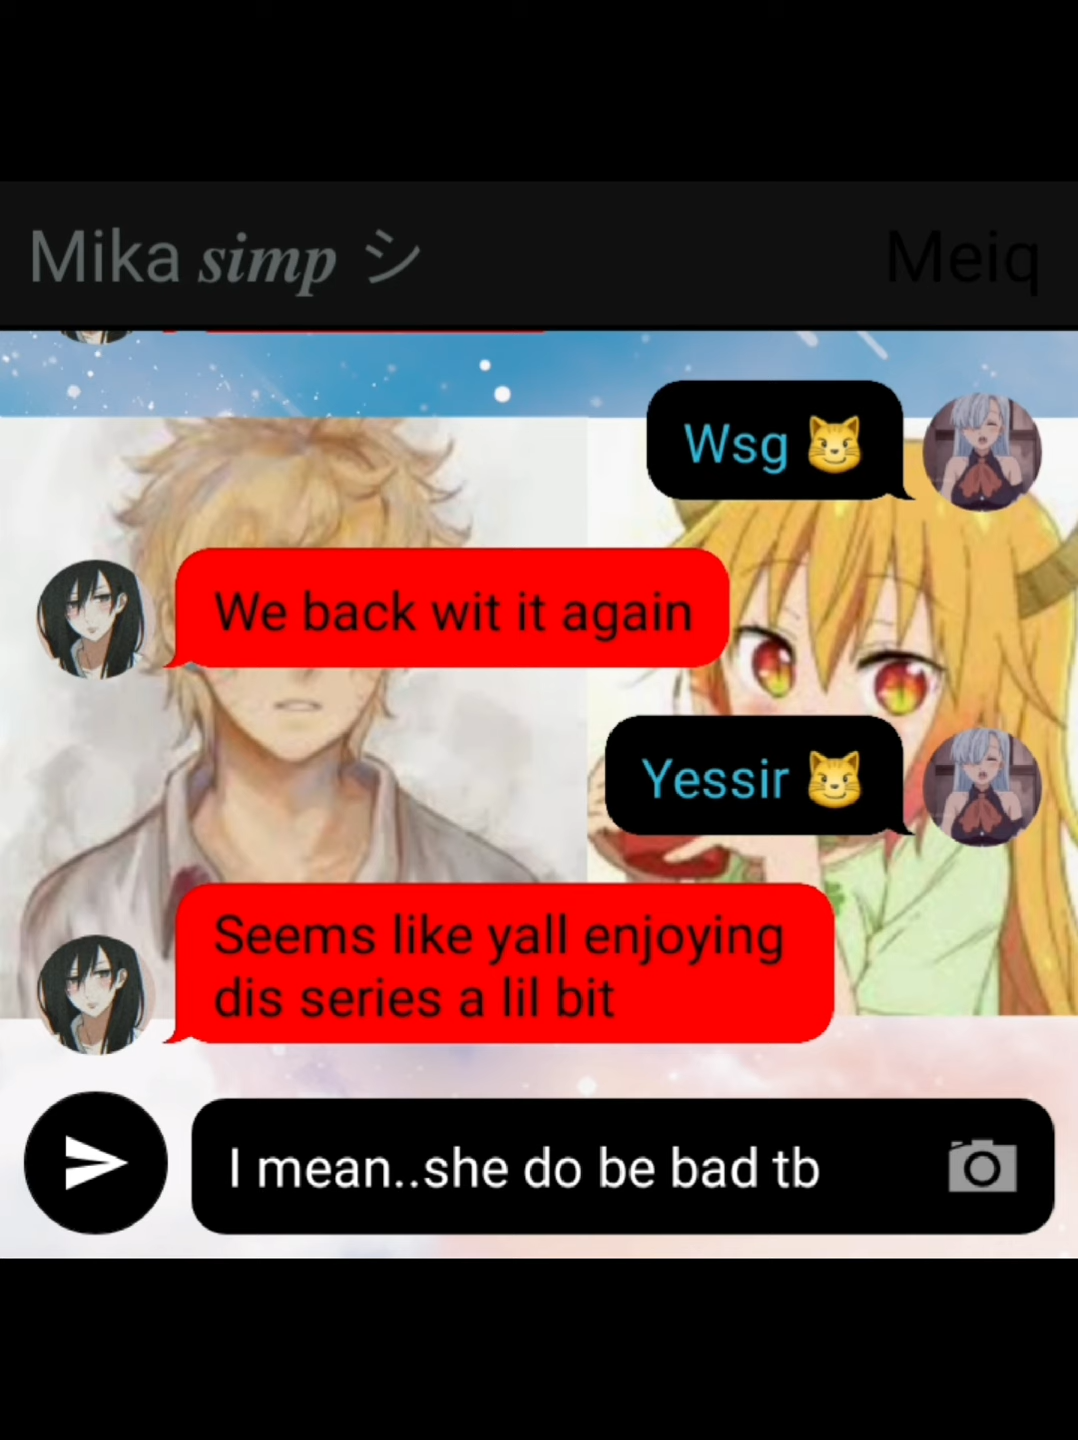 Mika simp シ
Meiq
Wsg 😼
We back wit it again
Yessir 😼
Seems like yall enjoying
dis series a lil bit
I mean..she do be bad tb